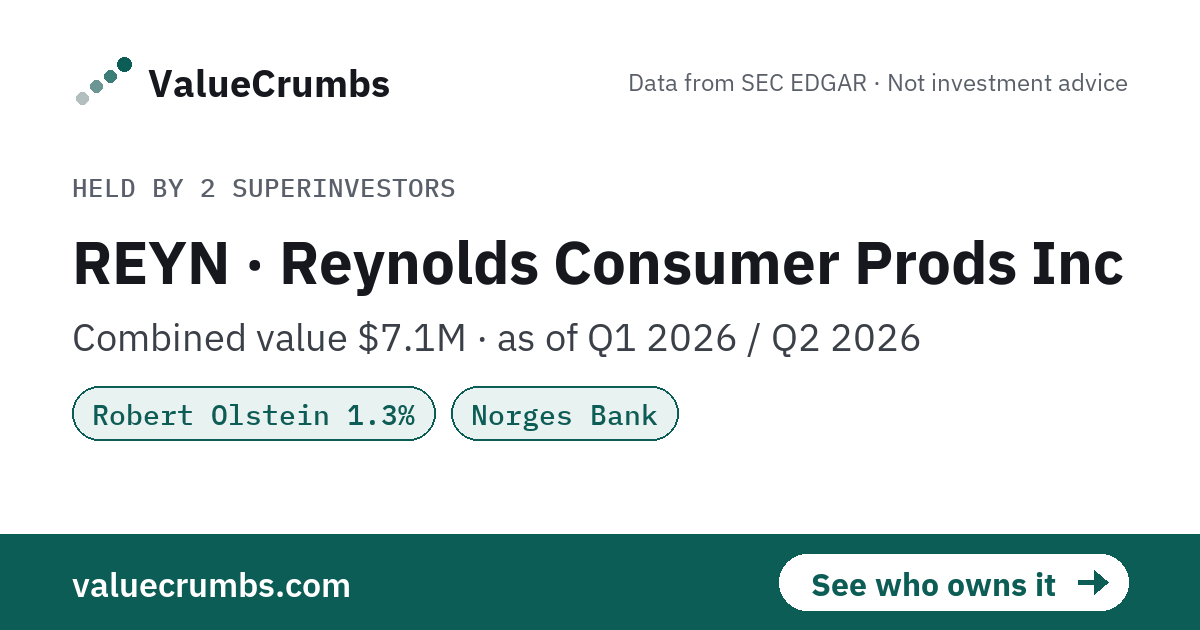 ValueCrumbs
Data from SEC EDGAR · Not investment advice
HELD BY 2 SUPERINVESTORS
REYN · Reynolds Consumer Prods Inc
Combined value $7.1M · as of Q1 2026 / Q2 2026
Robert Olstein 1.3%
Norges Bank
valuecrumbs.com
See who owns it →